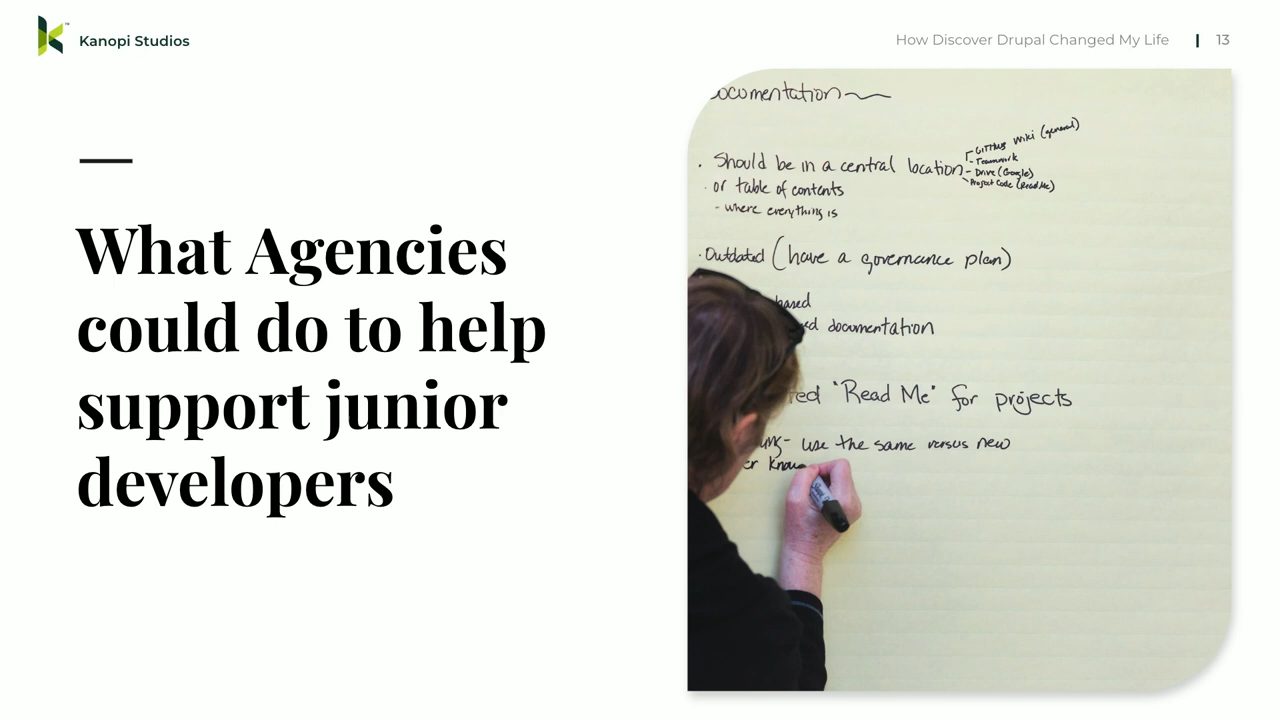 Kanopi Studios
How Discover Drupal Changed My Life | 13
What Agencies
could do to help
support junior
developers
ocumentation
· Should be in a central location
- GITHUB Wiki (general)
- Teamwork
- Drive (Google)
- Project Code (Read Me)
· or table of contents
- where everything is
· Outdated (have a governance plan)
based
documentation
"Read Me" for projects
use the same versus new